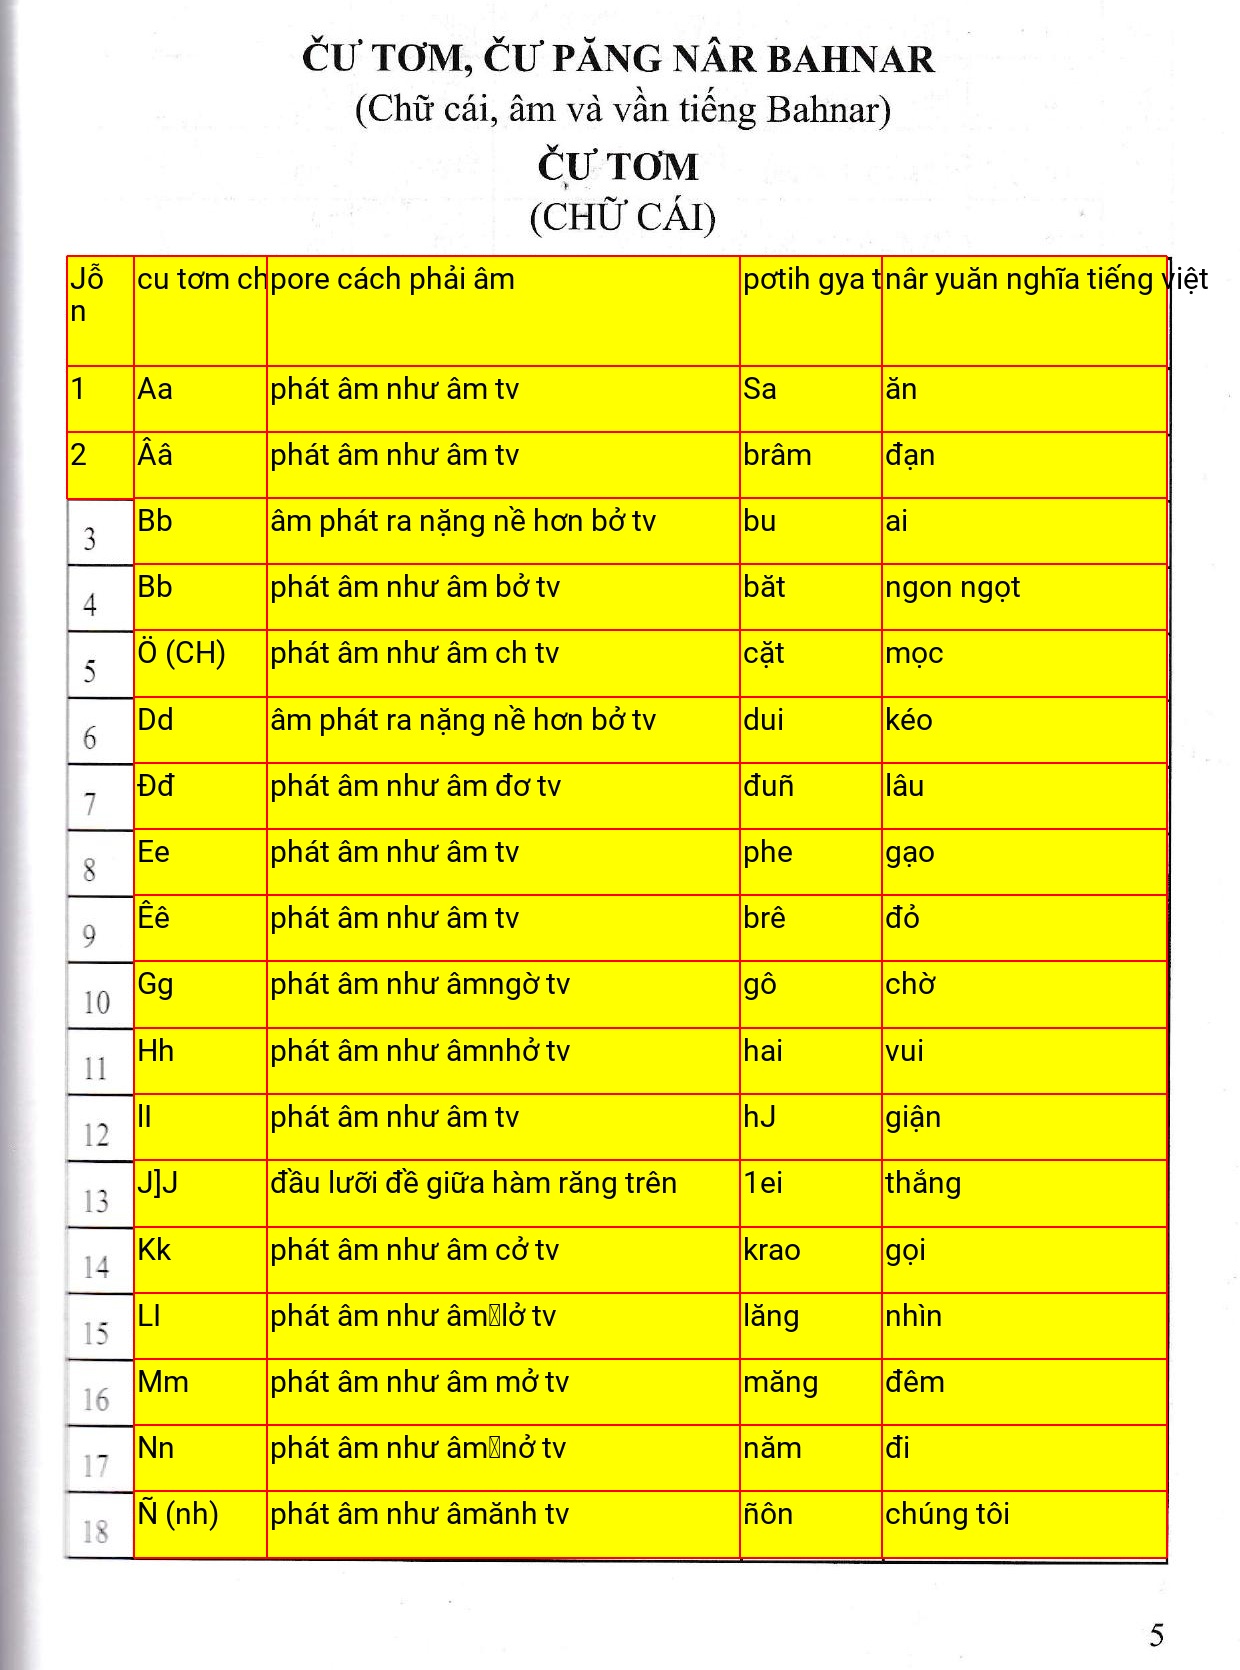 ČƯ TƠM, ČƯ PĂNG NÂR BAHNAR
(Chữ cái, âm và vần tiếng Bahnar)
ČƯ TƠM
(CHỮ CÁI)
Jỗn cu tơm ch pore cách phải âm pơtih gya t nâr yuăn nghĩa tiếng việt
1 Aa phát âm như âm tv Sa ăn
2 Ââ phát âm như âm tv brâm đạn
3 Bb âm phát ra nặng nề hơn bở tv bu ai
4 Bb phát âm như âm bở tv băt ngon ngọt
5 Ö (CH) phát âm như âm ch tv cặt mọc
6 Dd âm phát ra nặng nề hơn bở tv dui kéo
7 Đđ phát âm như âm đơ tv đuñ lâu
8 Ee phát âm như âm tv phe gạo
9 Êê phát âm như âm tv brê đỏ
10 Gg phát âm như âmngờ tv gô chờ
11 Hh phát âm như âmnhở tv hai vui
12 lI phát âm như âm tv hJ giận
13 J]J đầu lưỡi đề giữa hàm răng trên 1ei thắng
14 Kk phát âm như âm cở tv krao gọi
15 LI phát âm như âm lở tv lăng nhìn
16 Mm phát âm như âm mở tv măng đêm
17 Nn phát âm như âm nở tv năm đi
18 Ñ (nh) phát âm như âmănh tv ñôn chúng tôi
5